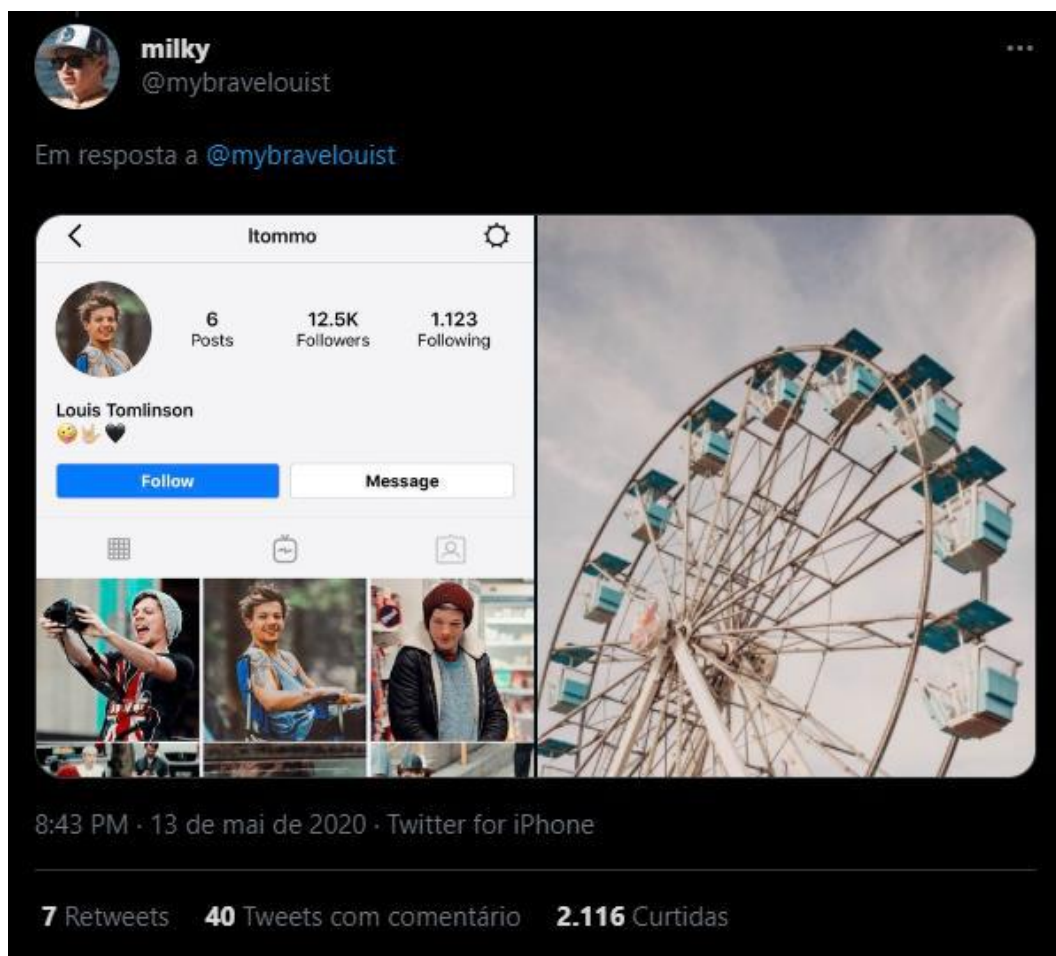 milky
@mybravelouist
Em resposta a @mybravelouist
ltommo
6 12.5K 1.123
Posts Followers Following
Louis Tomlinson
🤪🤟🏼🖤
Follow Message
8:43 PM · 13 de mai de 2020 · Twitter for iPhone
7 Retweets 40 Tweets com comentário 2.116 Curtidas